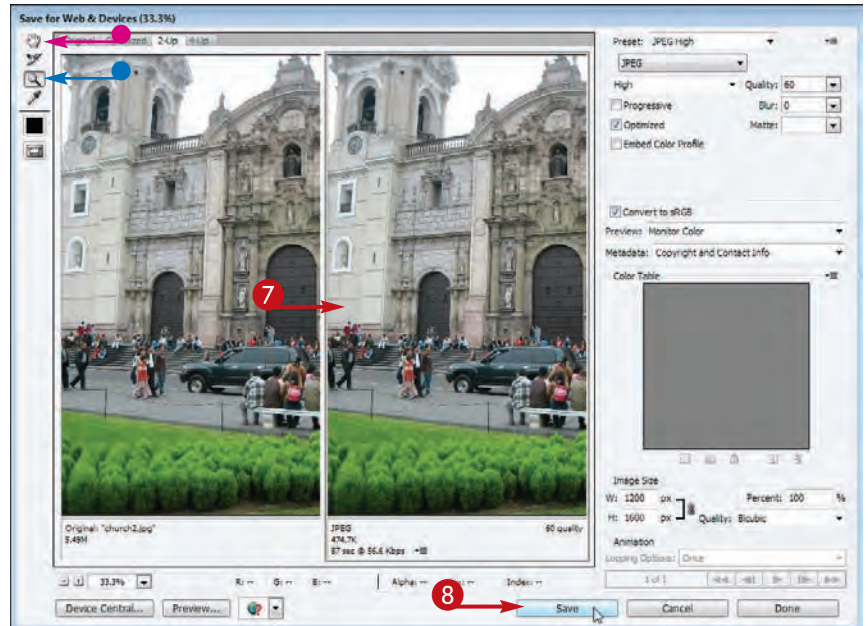 Save for Web & Devices (33.3%)
Original Optimized 2-Up 4-Up
Preset: JPEG High
JPEG
High Quality: 60
Progressive Blur: 0
Optimized Matte:
Embed Color Profile
Convert to sRGB
Preview: Monitor Color
Metadata: Copyright and Contact Info
Color Table
7
Image Size
W: 1200 px Percent: 100 %
H: 1600 px Quality: Bicubic
Original: "church2.jpg"
5.49M
JPEG 60 quality
474.7K
87 sec @ 56.6 Kbps
Animation
Looping Options: Once
1 of 1
33.3% R: -- G: -- B: -- Alpha: -- Index: --
8
Device Central... Preview... Save Cancel Done